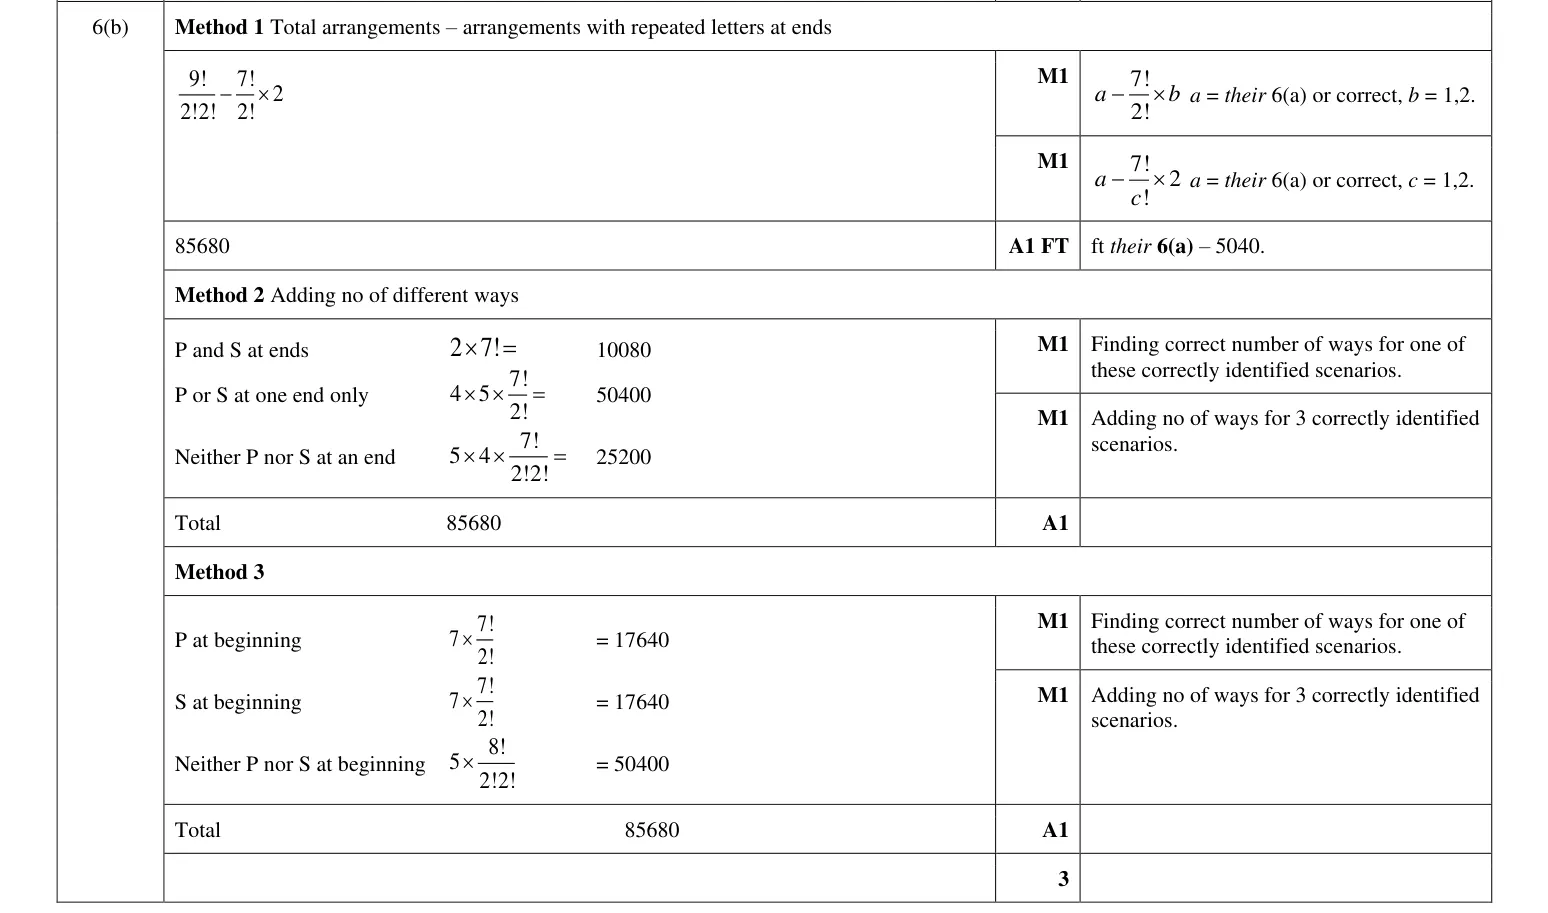 6(b) Method 1 Total arrangements – arrangements with repeated letters at ends
9!/2!2! − 7!/2! × 2 M1 a − 7!/2! × b a = their 6(a) or correct, b = 1,2.
M1 a − 7!/c! × 2 a = their 6(a) or correct, c = 1,2.
85680 A1 FT ft their 6(a) – 5040.
Method 2 Adding no of different ways
P and S at ends 2×7!= 10080 M1 Finding correct number of ways for one of
these correctly identified scenarios.
P or S at one end only 4×5× 7!/2! = 50400
M1 Adding no of ways for 3 correctly identified
scenarios.
Neither P nor S at an end 5×4× 7!/2!2! = 25200
Total 85680 A1
Method 3
P at beginning 7× 7!/2! = 17640 M1 Finding correct number of ways for one of
these correctly identified scenarios.
S at beginning 7× 7!/2! = 17640 M1 Adding no of ways for 3 correctly identified
scenarios.
Neither P nor S at beginning 5× 8!/2!2! = 50400
Total 85680 A1
3